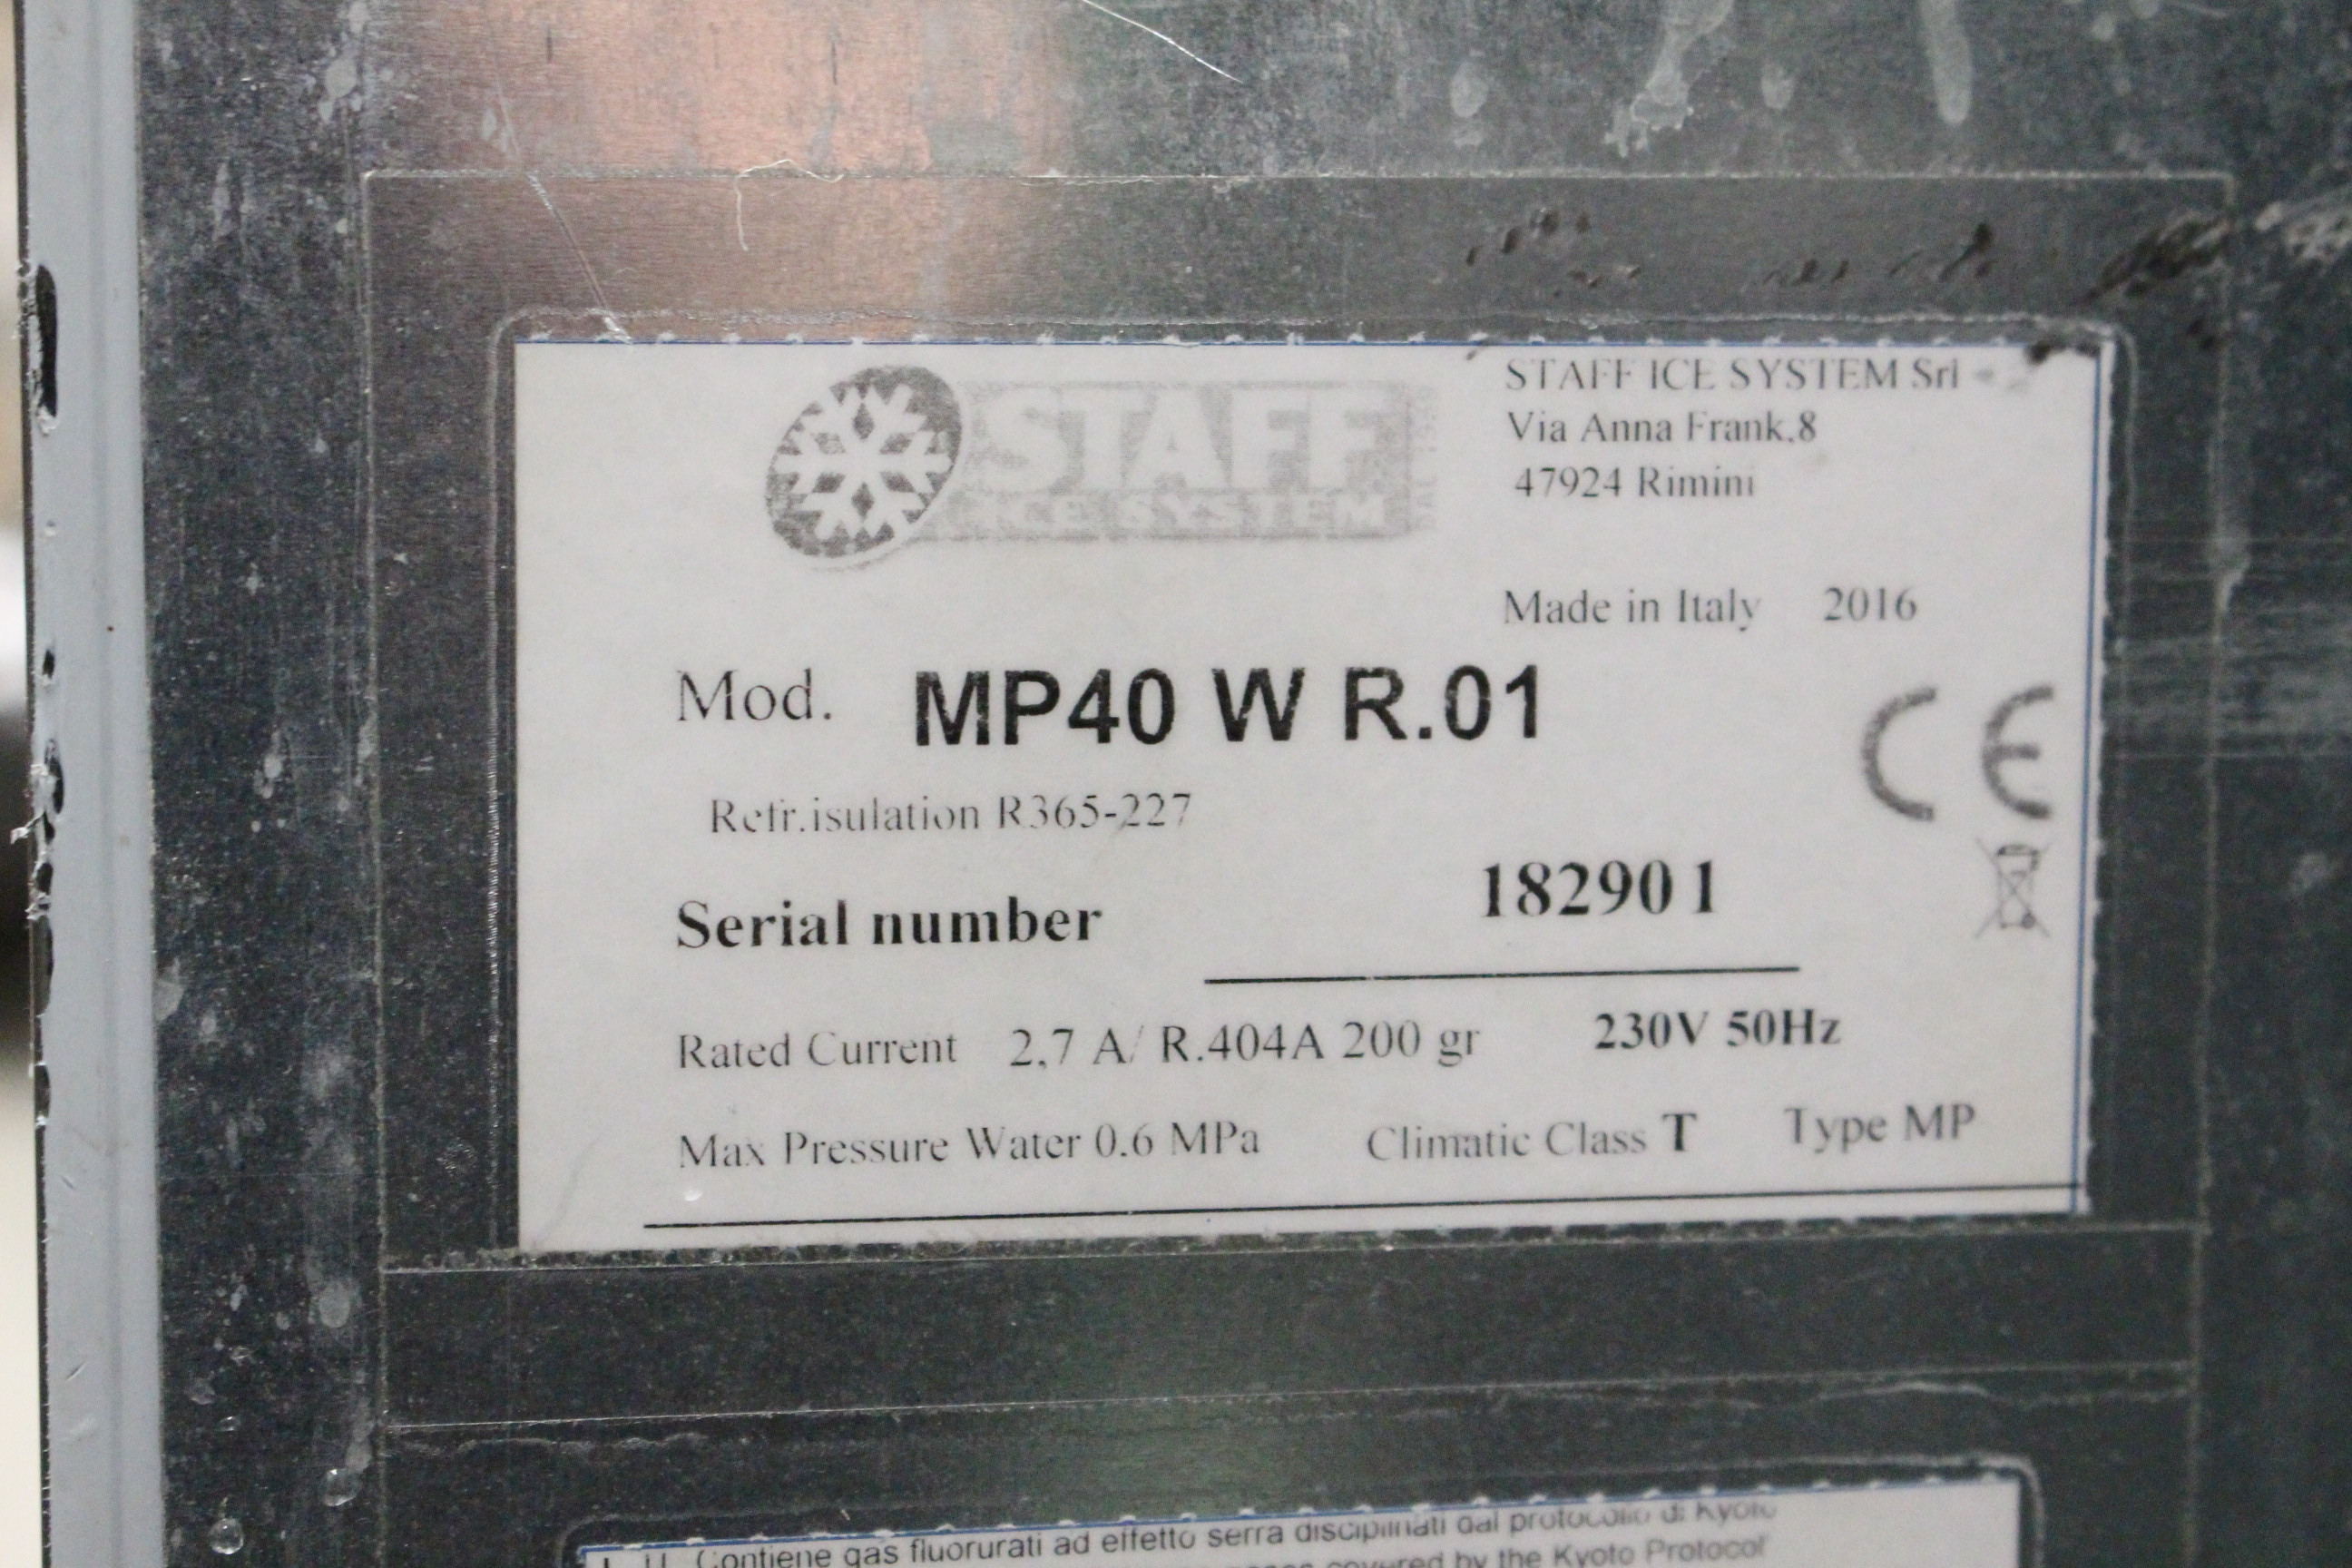 STAFF
ICE SYSTEM
STAFF ICE SYSTEM Srl
Via Anna Frank.8
47924 Rimini
Made in Italy 2016
Mod. MP40 W R.01
CE
Refr.isulation R365-227
Serial number 182901
Rated Current 2,7 A/ R.404A 200 gr 230V 50Hz
Max Pressure Water 0.6 MPa Climatic Class T Type MP
Contiene gas fluorurati ad effetto serra disciplinati dal protocollo di Kyoto
covered by the Kyoto Protocol